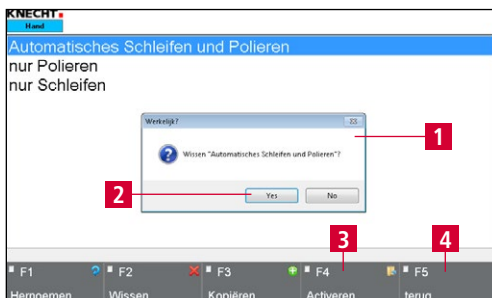 KNECHT
Hand
Automatisches Schleifen und Polieren
nur Polieren
nur Schleifen
Werkelijk?
Wissen "Automatisches Schleifen und Polieren"?
Yes
No
1
2
3
4
F1
F2
F3
F4
F5
Hernoemen
Wissen
Kopiëren
Activeren
terug